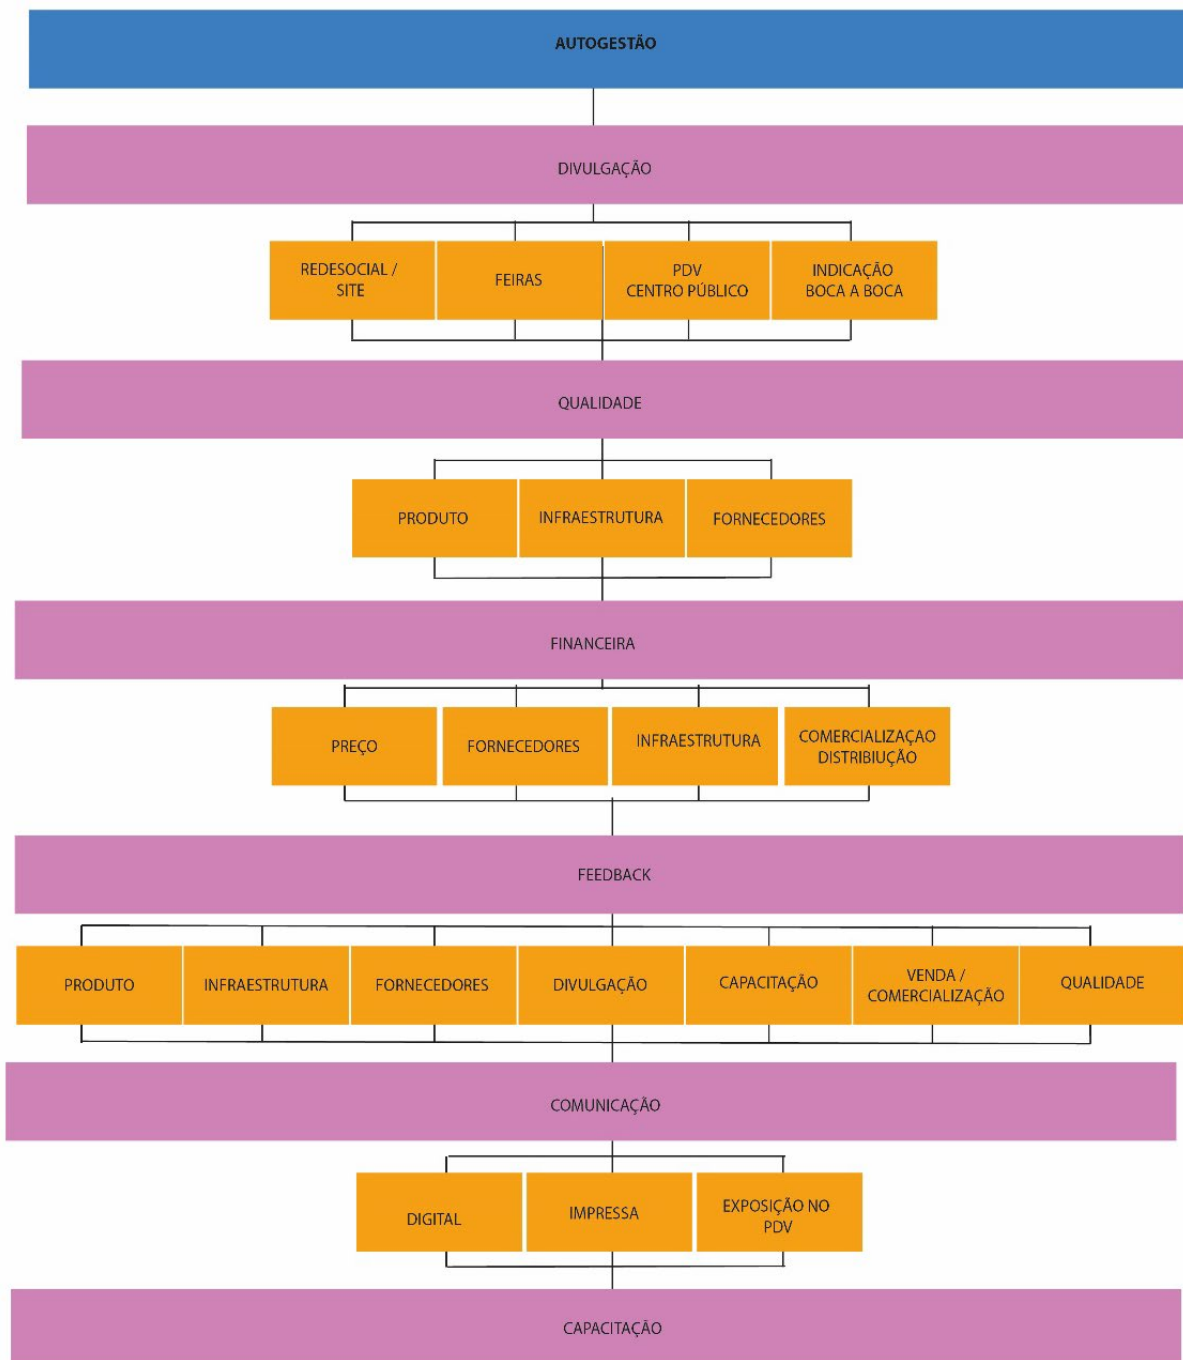 AUTOGESTÃO
DIVULGAÇÃO
REDESOCIAL /
SITE
FEIRAS
PDV
CENTRO PÚBLICO
INDICAÇÃO
BOCA A BOCA
QUALIDADE
PRODUTO
INFRAESTRUTURA
FORNECEDORES
FINANCEIRA
PREÇO
FORNECEDORES
INFRAESTRUTURA
COMERCIALIZAÇAO
DISTRIBIUÇÃO
FEEDBACK
PRODUTO
INFRAESTRUTURA
FORNECEDORES
DIVULGAÇÃO
CAPACITAÇÃO
VENDA /
COMERCIALIZAÇÃO
QUALIDADE
COMUNICAÇÃO
DIGITAL
IMPRESSA
EXPOSIÇÃO NO
PDV
CAPACITAÇÃO